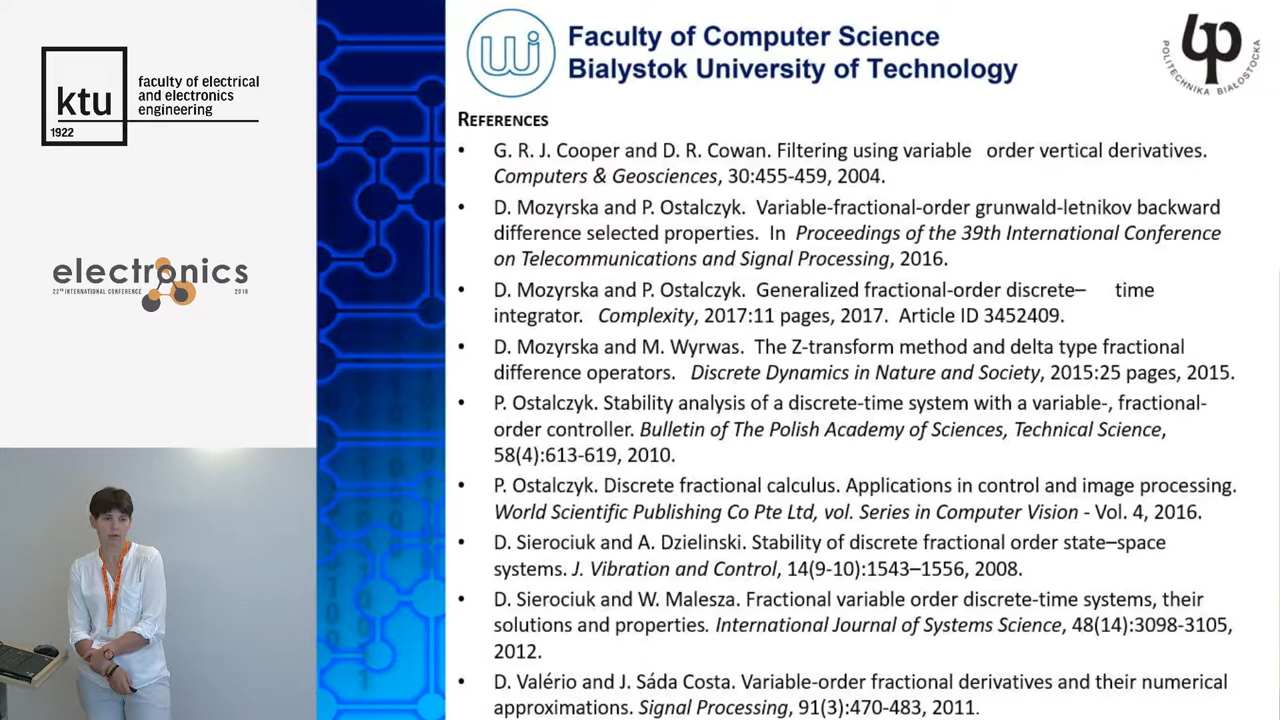 ktu
1922
faculty of electrical
and electronics
engineering
electronics
22ᵀᴴ INTERNATIONAL CONFERENCE 2018
Wi
Faculty of Computer Science
Bialystok University of Technology
POLITECHNIKA BIAŁOSTOCKA
REFERENCES
• G. R. J. Cooper and D. R. Cowan. Filtering using variable order vertical derivatives.
Computers & Geosciences, 30:455-459, 2004.
• D. Mozyrska and P. Ostalczyk. Variable-fractional-order grunwald-letnikov backward
difference selected properties. In Proceedings of the 39th International Conference
on Telecommunications and Signal Processing, 2016.
• D. Mozyrska and P. Ostalczyk. Generalized fractional-order discrete– time
integrator. Complexity, 2017:11 pages, 2017. Article ID 3452409.
• D. Mozyrska and M. Wyrwas. The Z-transform method and delta type fractional
difference operators. Discrete Dynamics in Nature and Society, 2015:25 pages, 2015.
• P. Ostalczyk. Stability analysis of a discrete-time system with a variable-, fractional-
order controller. Bulletin of The Polish Academy of Sciences, Technical Science,
58(4):613-619, 2010.
• P. Ostalczyk. Discrete fractional calculus. Applications in control and image processing.
World Scientific Publishing Co Pte Ltd, vol. Series in Computer Vision - Vol. 4, 2016.
• D. Sierociuk and A. Dzielinski. Stability of discrete fractional order state–space
systems. J. Vibration and Control, 14(9-10):1543–1556, 2008.
• D. Sierociuk and W. Malesza. Fractional variable order discrete-time systems, their
solutions and properties. International Journal of Systems Science, 48(14):3098-3105,
2012.
• D. Valério and J. Sáda Costa. Variable-order fractional derivatives and their numerical
approximations. Signal Processing, 91(3):470-483, 2011.